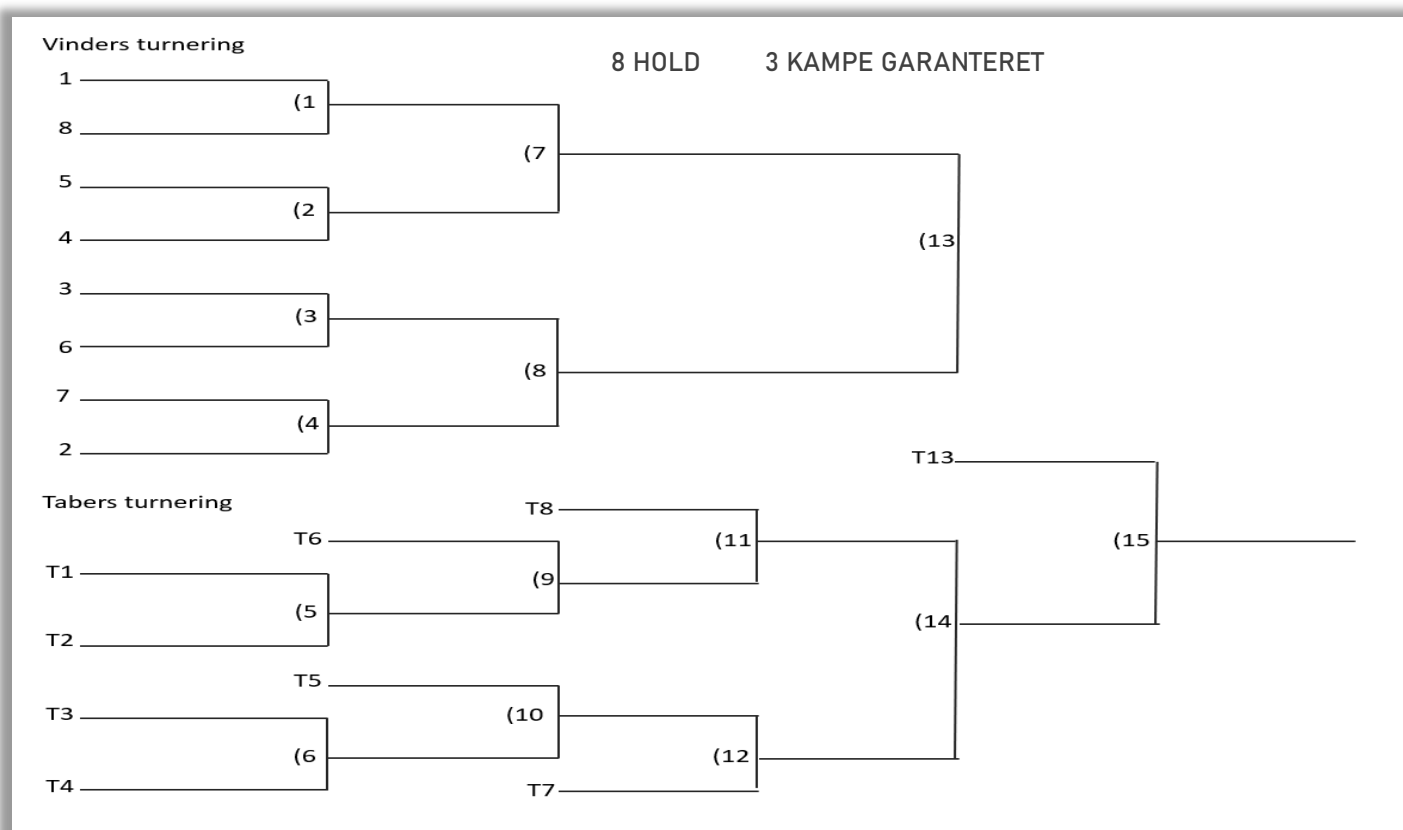 Vinders turnering
8 HOLD 3 KAMPE GARANTERET
1
(1
8
(7
5
(2
4
(13
3
(3
6
(8
7
(4
2
T13
Tabers turnering
T8
T6
(11
(15
T1
(9
(5
(14
T2
T5
T3
(10
(6
(12
T4
T7